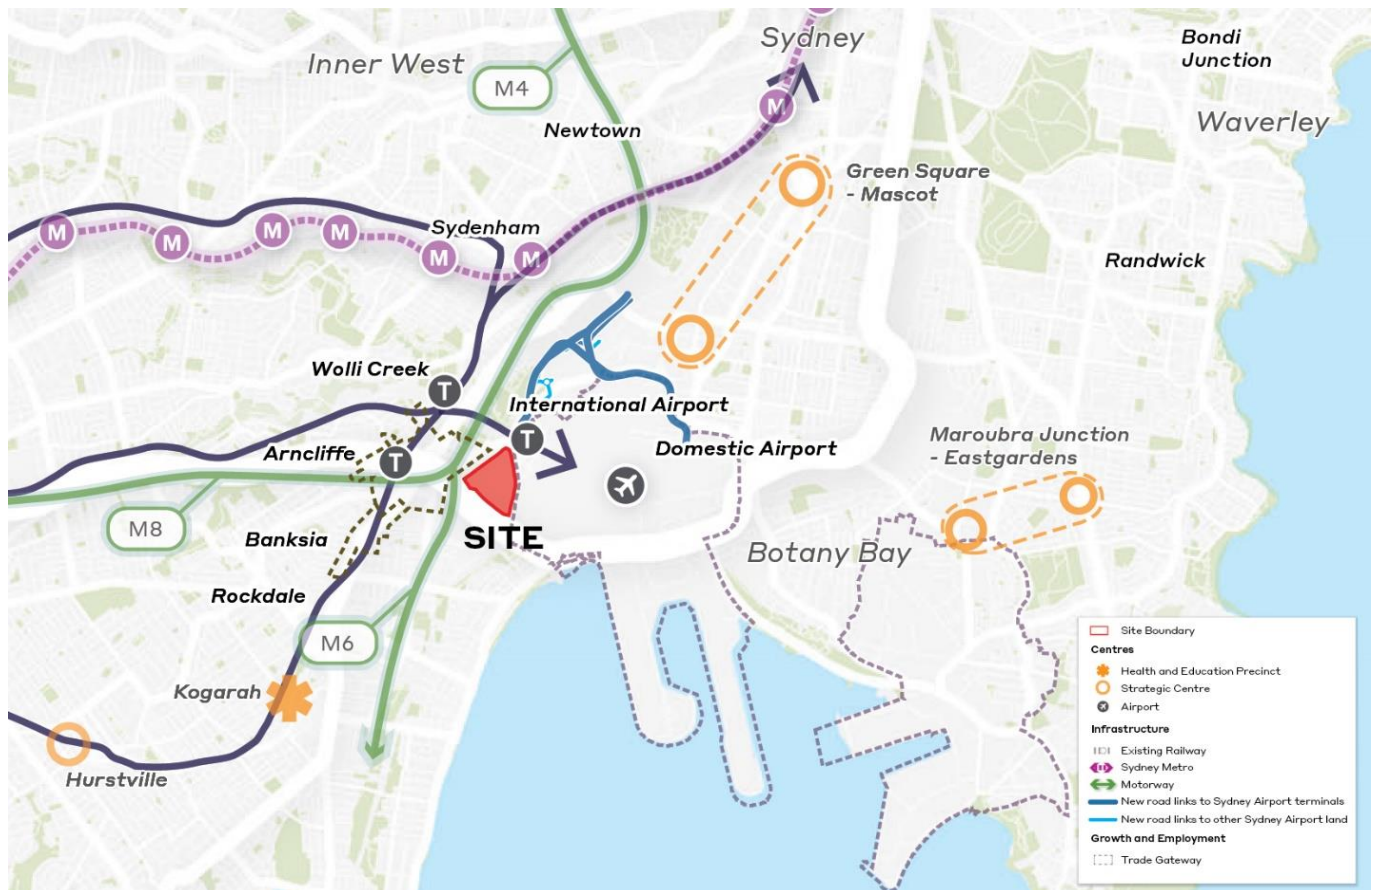 Sydney
Bondi
Junction
Inner West
M4
Waverley
M
Newtown
Green Square
- Mascot
Sydenham
M
M
M
M
M
M
Randwick
Wolli Creek
T
International Airport
T
Arncliffe
T
Domestic Airport
Maroubra Junction
- Eastgardens
M8
SITE
Banksia
Botany Bay
Rockdale
M6
Kogarah
Hurstville
Site Boundary
Centres
Health and Education Precinct
Strategic Centre
Airport
Infrastructure
Existing Railway
Sydney Metro
Motorway
New road links to Sydney Airport terminals
New road links to other Sydney Airport land
Growth and Employment
Trade Gateway